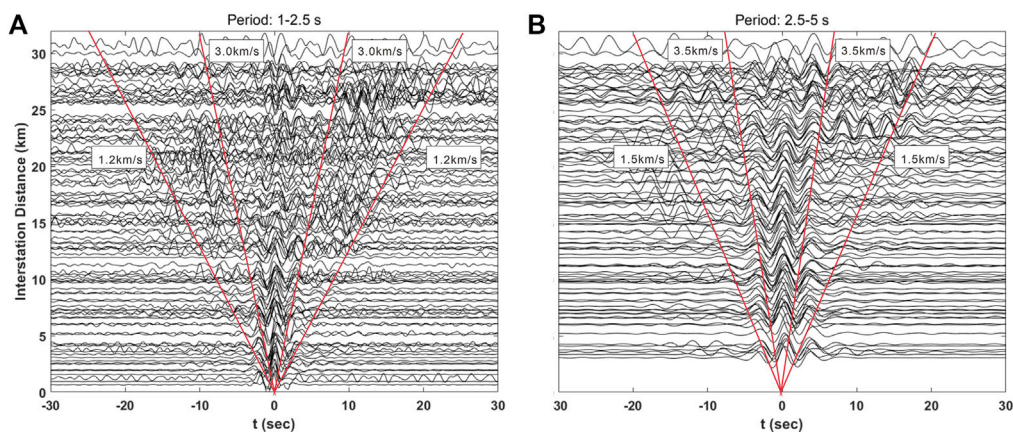 A
Period: 1-2.5 s
Interstation Distance (km)
30
25
20
15
10
5
0
3.0km/s
3.0km/s
1.2km/s
1.2km/s
-30
-20
-10
0
10
20
30
t (sec)
B
Period: 2.5-5 s
3.5km/s
3.5km/s
1.5km/s
1.5km/s
-30
-20
-10
0
10
20
30
t (sec)